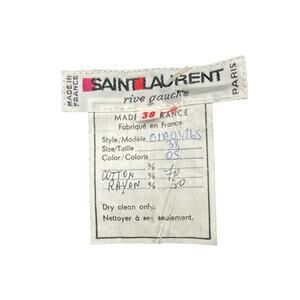 MADE IN FRANCE
SAINT LAURENT
rive gauche
PARIS
38
MADE FRANCE
Fabriqué en France
Style/Modèle
Size/Taille 38
Color/Coloris 05
%
COTTON % 70
RAYON % 30
Dry clean only.
Nettoyer à sec seulement.